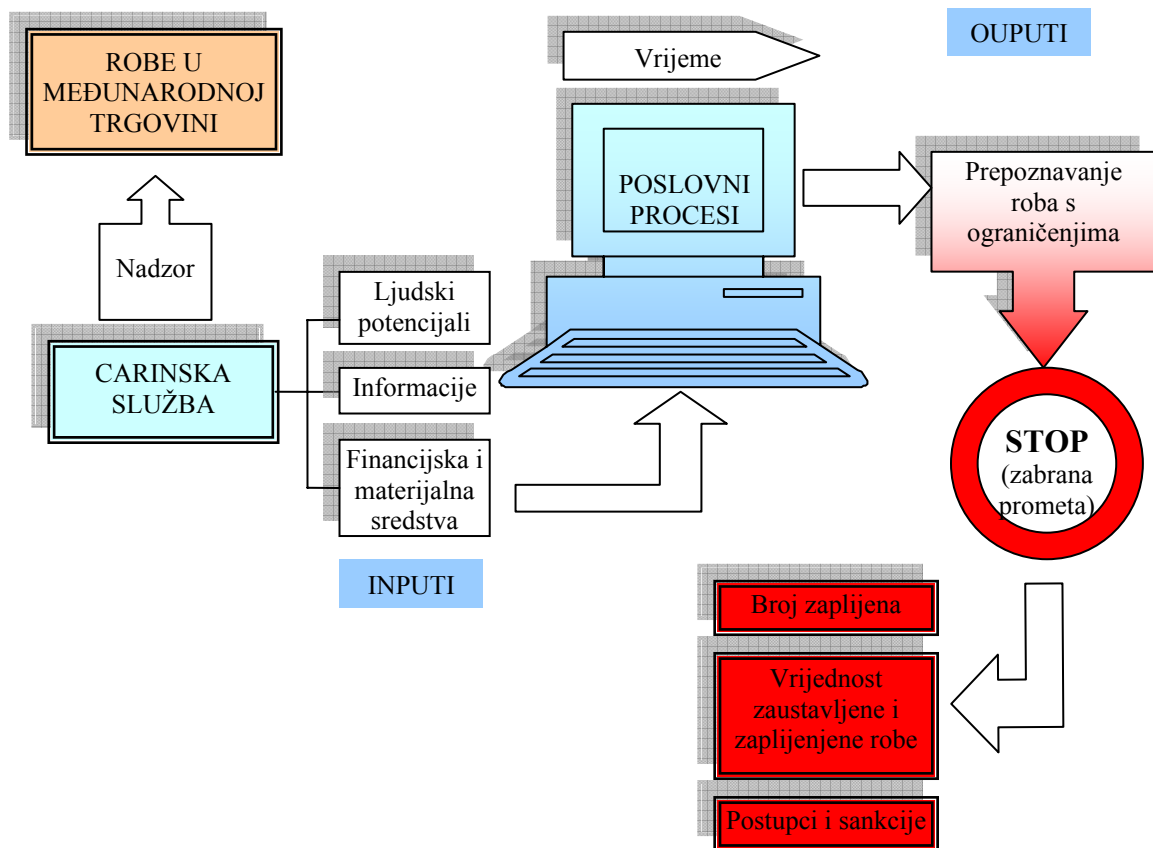 ROBE U
MEĐUNARODNOJ
TRGOVINI
Nadzor
CARINSKA
SLUŽBA
Ljudski
potencijali
Informacije
Financijska i
materijalna
sredstva
INPUTI
Vrijeme
POSLOVNI
PROCESI
OUPUTI
Prepoznavanje
roba s
ograničenjima
STOP
(zabrana
prometa)
Broj zaplijena
Vrijednost
zaustavljene i
zaplijenjene robe
Postupci i sankcije